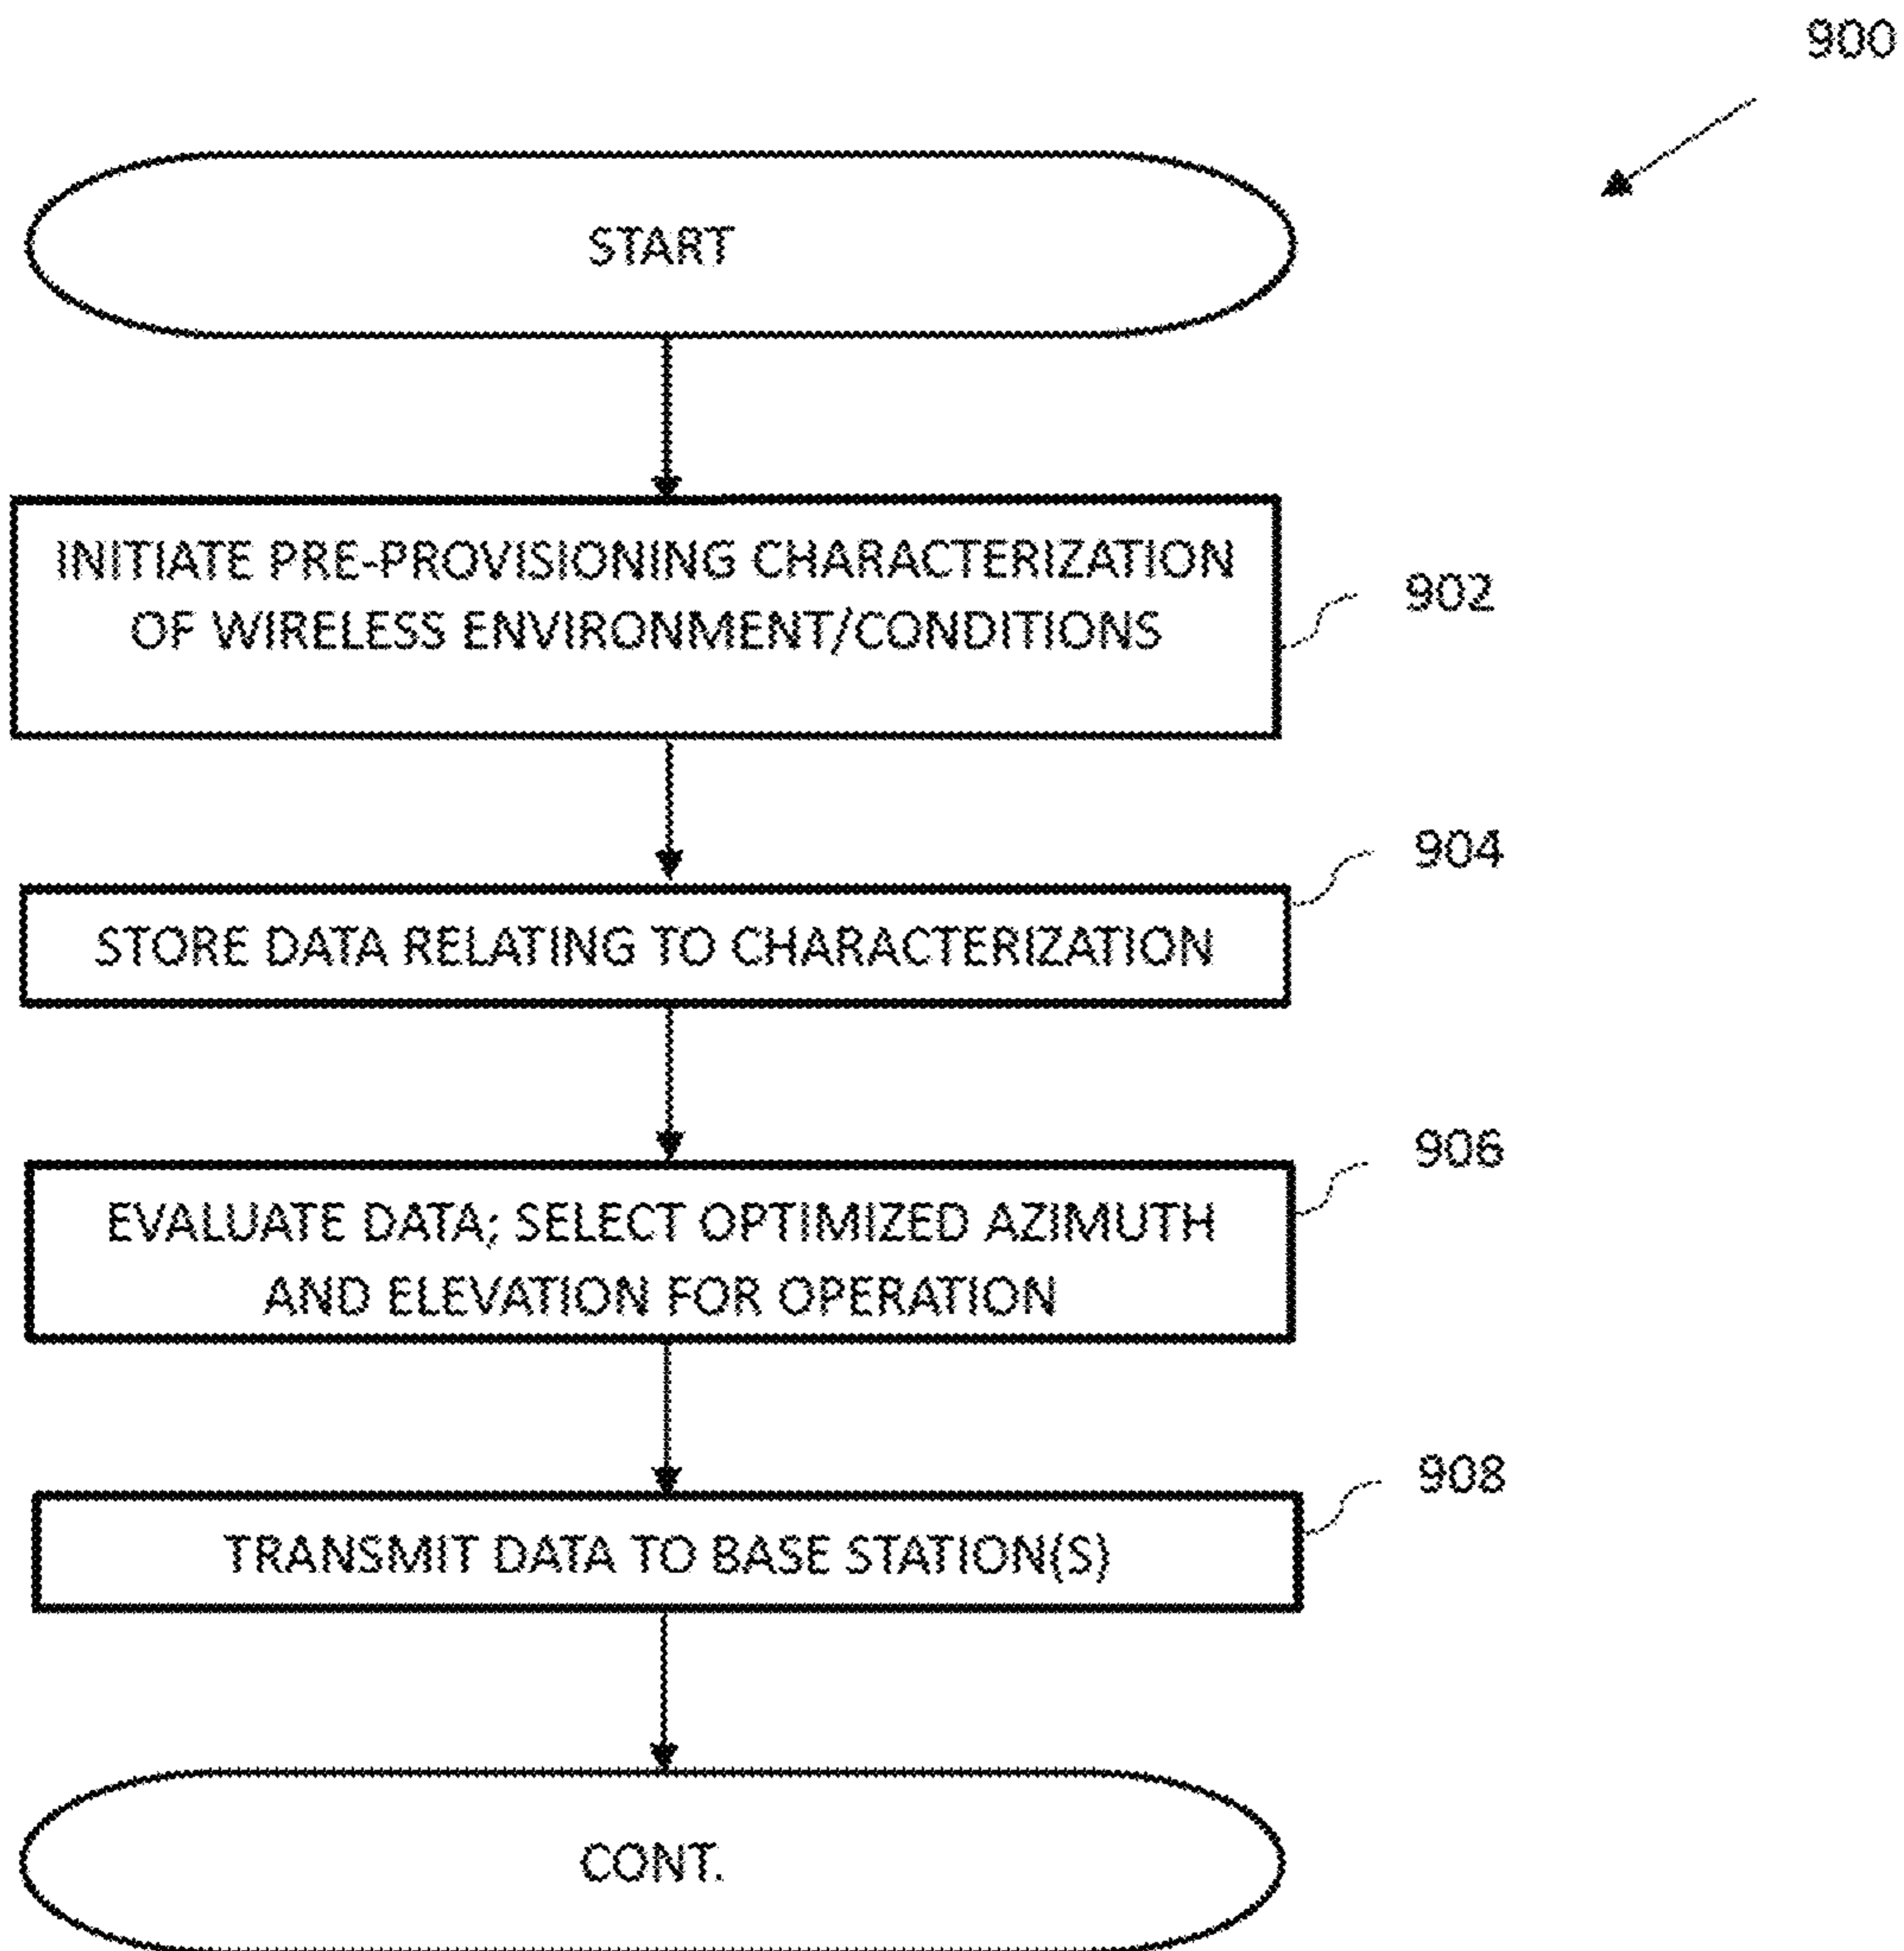 900
START
INITIATE PRE-PROVISIONING CHARACTERIZATION
OF WIRELESS ENVIRONMENT/CONDITIONS
902
904
STORE DATA RELATING TO CHARACTERIZATION
906
EVALUATE DATA; SELECT OPTIMIZED AZIMUTH
AND ELEVATION FOR OPERATION
908
TRANSMIT DATA TO BASE STATION(S)
CONT.